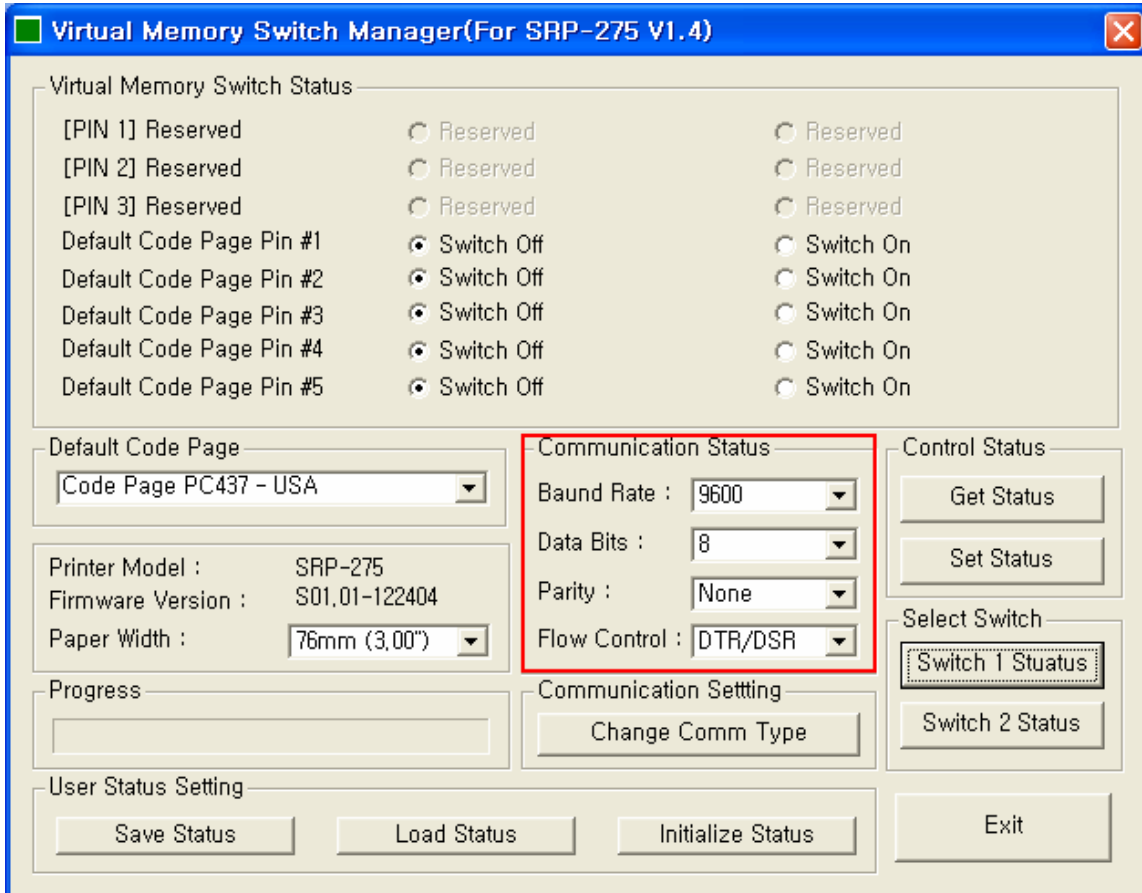 Virtual Memory Switch Manager(For SRP-275 V1.4)
Virtual Memory Switch Status
[PIN 1] Reserved Reserved Reserved
[PIN 2] Reserved Reserved Reserved
[PIN 3] Reserved Reserved Reserved
Default Code Page Pin #1 Switch Off Switch On
Default Code Page Pin #2 Switch Off Switch On
Default Code Page Pin #3 Switch Off Switch On
Default Code Page Pin #4 Switch Off Switch On
Default Code Page Pin #5 Switch Off Switch On
Default Code Page
Code Page PC437 - USA
Printer Model : SRP-275
Firmware Version : S01,01-122404
Paper Width : 76mm (3,00")
Progress
Communication Status
Baund Rate : 9600
Data Bits : 8
Parity : None
Flow Control : DTR/DSR
Communication Settting
Change Comm Type
Control Status
Get Status
Set Status
Select Switch
Switch 1 Stuatus
Switch 2 Status
User Status Setting
Save Status Load Status Initialize Status
Exit